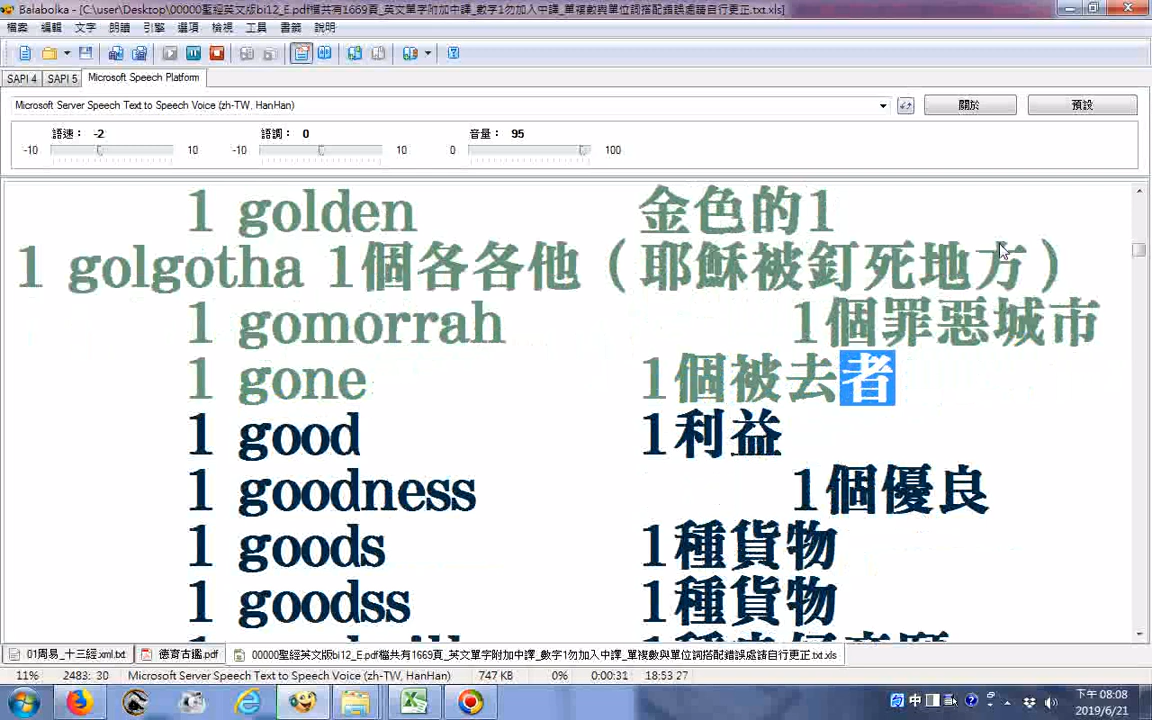 Balabolka - [C:\user\Desktop\00000聖經英文版bi12_E.pdf檔共有1669頁_英文單字附加中譯_數字1勿加入中譯_單複數與單位詞搭配錯誤處請自行更正.txt.xls]
檔案 編輯 文字 朗讀 引擎 選項 檢視 工具 書籤 說明
SAPI 4 SAPI 5 Microsoft Speech Platform
Microsoft Server Speech Text to Speech Voice (zh-TW, HanHan) 關於 預設
語速： -2 語調： 0 音量： 95
-10 10 -10 10 0 100
1 golden 金色的1
1 golgotha 1個各各他（耶穌被釘死地方）
1 gomorrah 1個罪惡城市
1 gone 1個被去者
1 good 1利益
1 goodness 1個優良
1 goods 1種貨物
1 goodss 1種貨物
01周易_十三經.xml.txt 德育古鑑.pdf 00000聖經英文版bi12_E.pdf檔共有1669頁_英文單字附加中譯_數字1勿加入中譯_單複數與單位詞搭配錯誤處請自行更正.txt.xls
11% 2483: 30 Microsoft Server Speech Text to Speech Voice (zh-TW, HanHan) 747 KB 0% 0:00:31 18:53 27
中 下午 08:08
2019/6/21